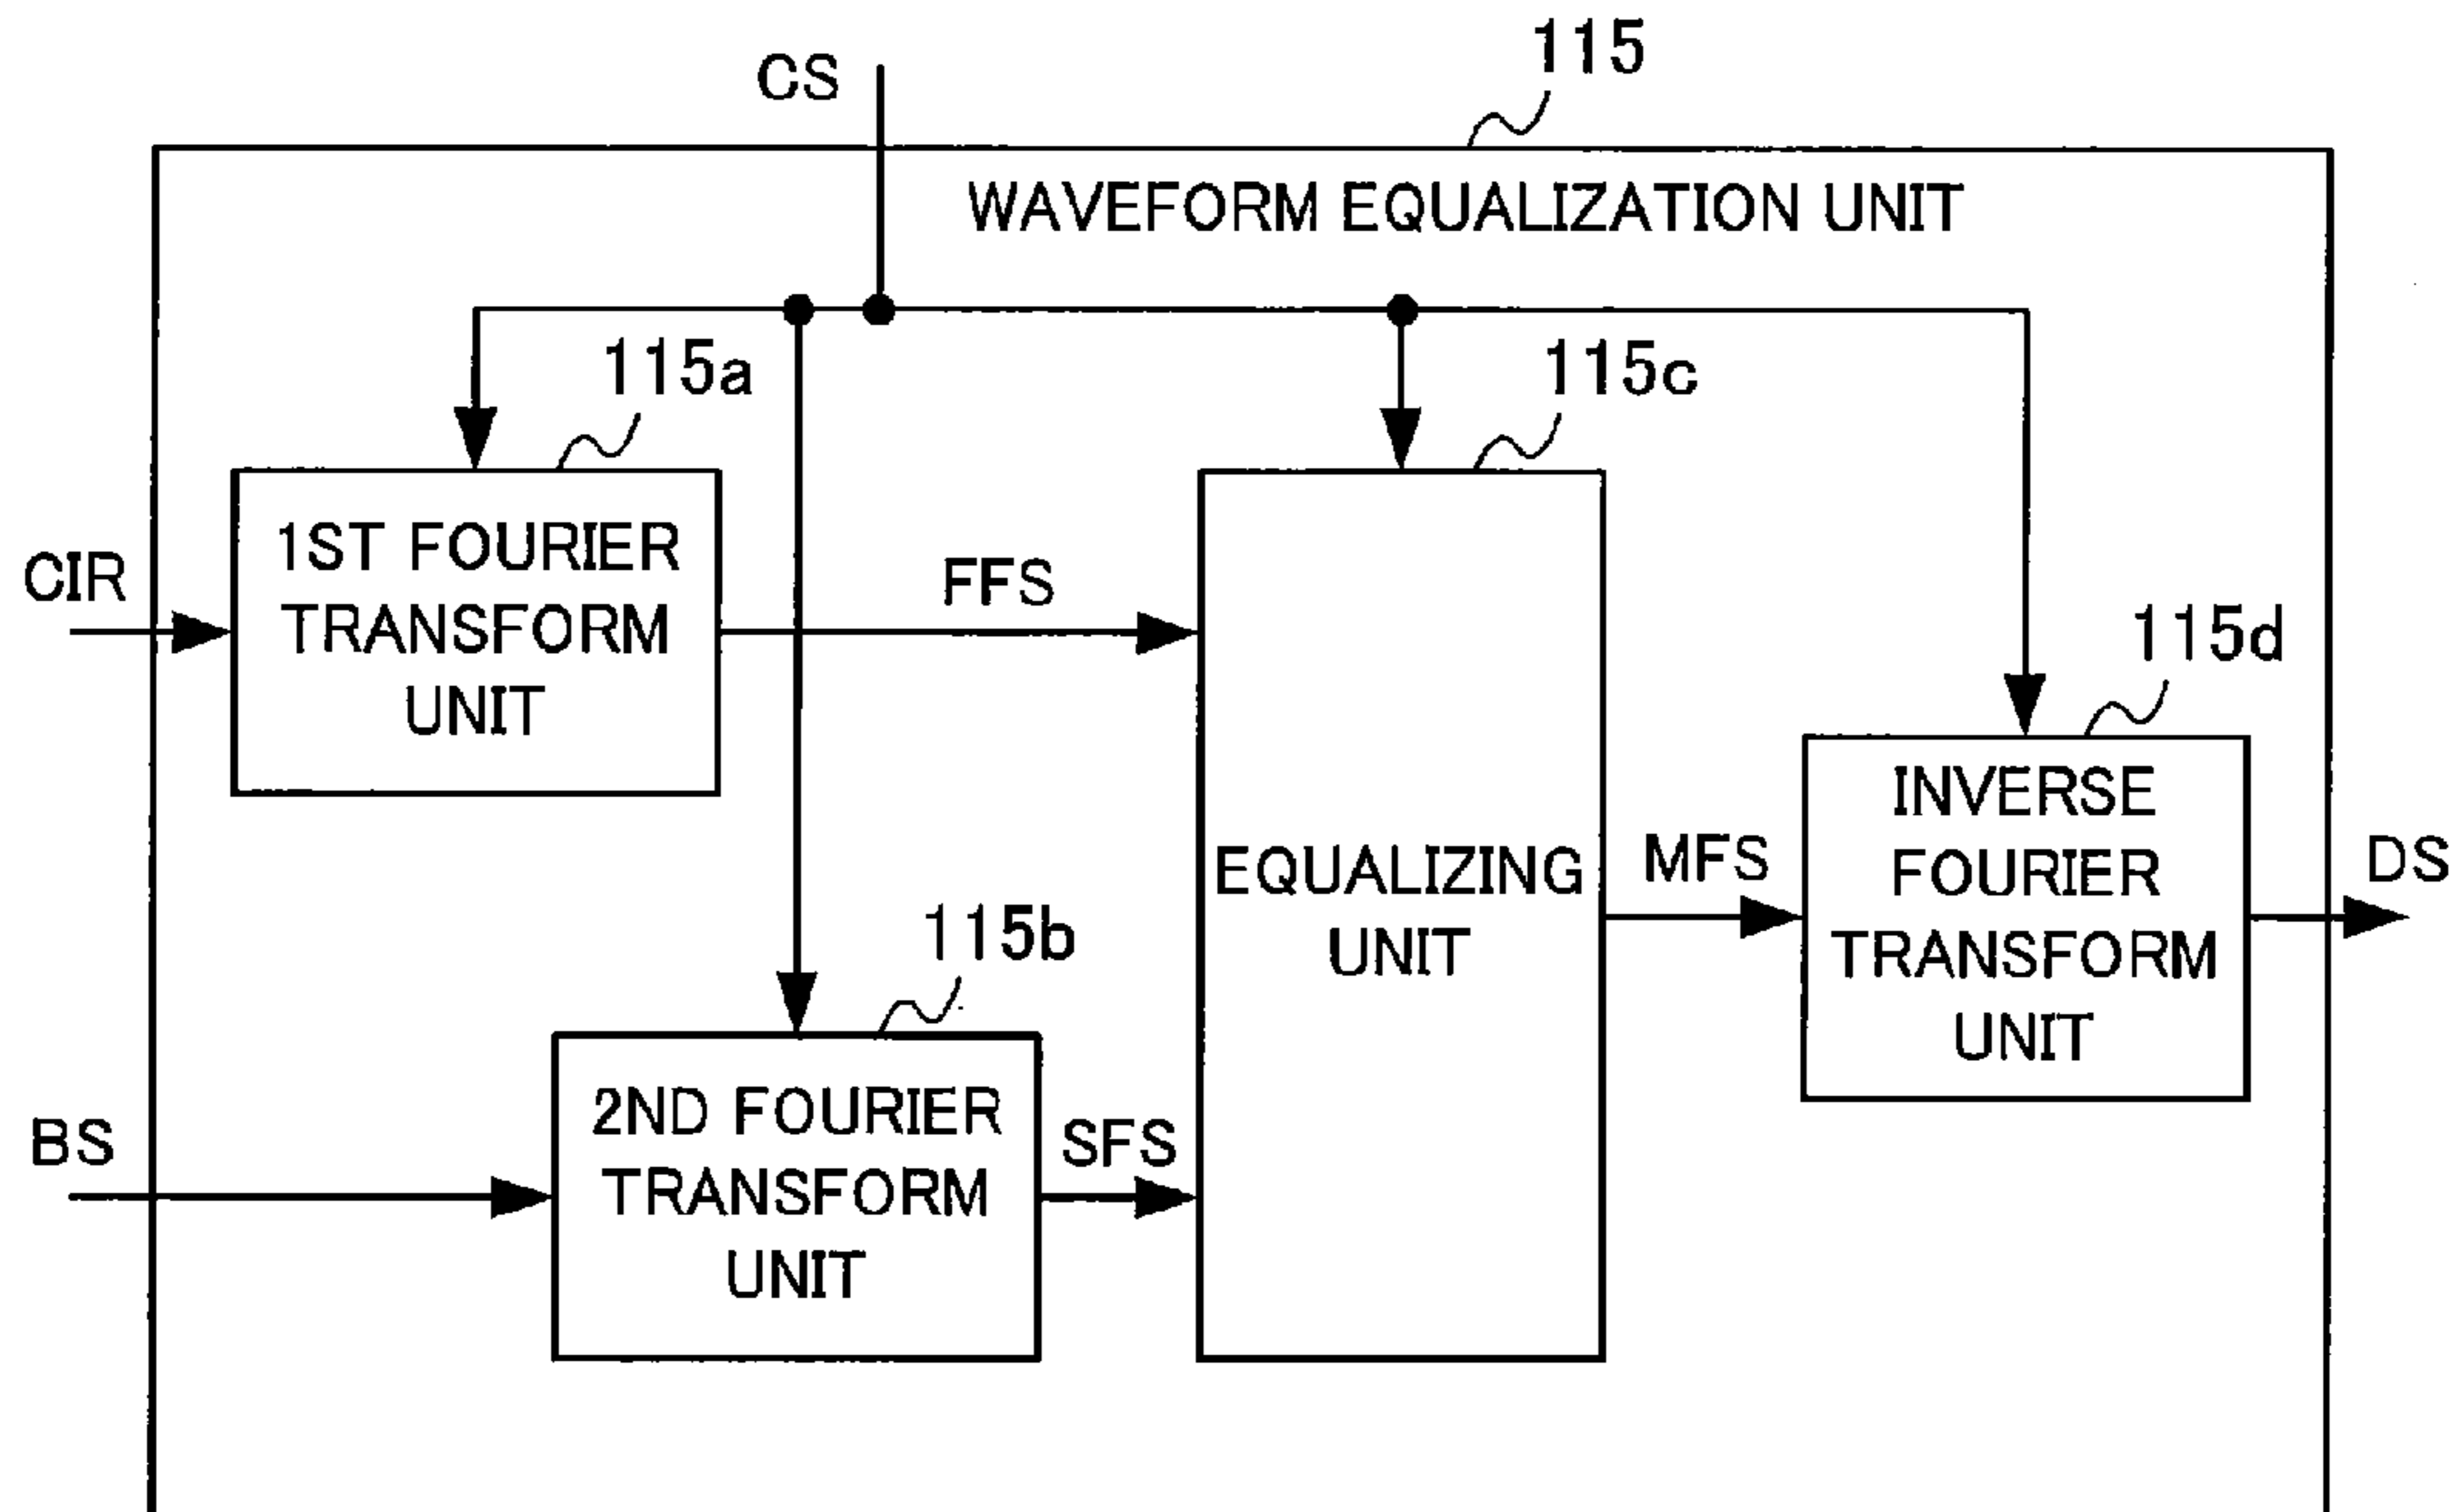 115
CS
WAVEFORM EQUALIZATION UNIT
115a
115c
1ST FOURIER
TRANSFORM
UNIT
CIR
FFS
115d
INVERSE
FOURIER
TRANSFORM
UNIT
EQUALIZING
UNIT
MFS
DS
115b
2ND FOURIER
TRANSFORM
UNIT
BS
SFS